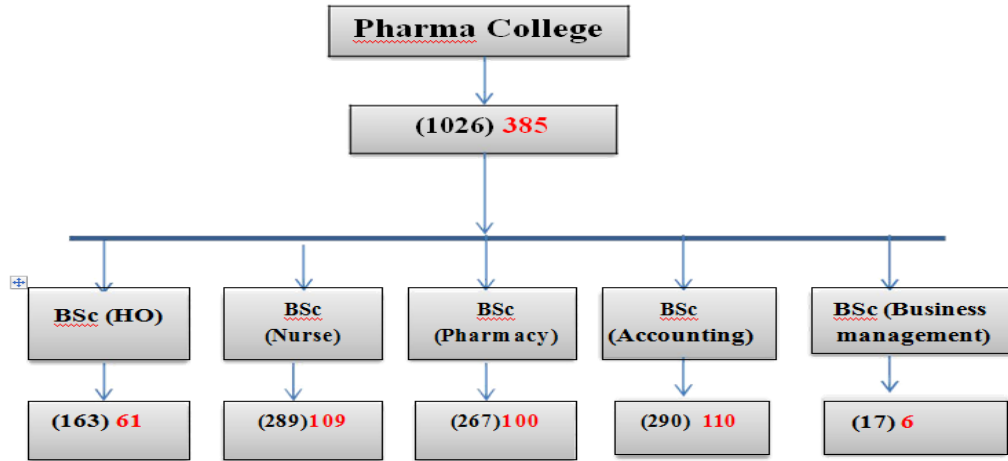 Pharma College
(1026) 385
BSc (HO)
BSc
(Nurse)
BSc
(Pharmacy)
BSc
(Accounting)
BSc (Business
management)
(163) 61
(289)109
(267)100
(290) 110
(17) 6